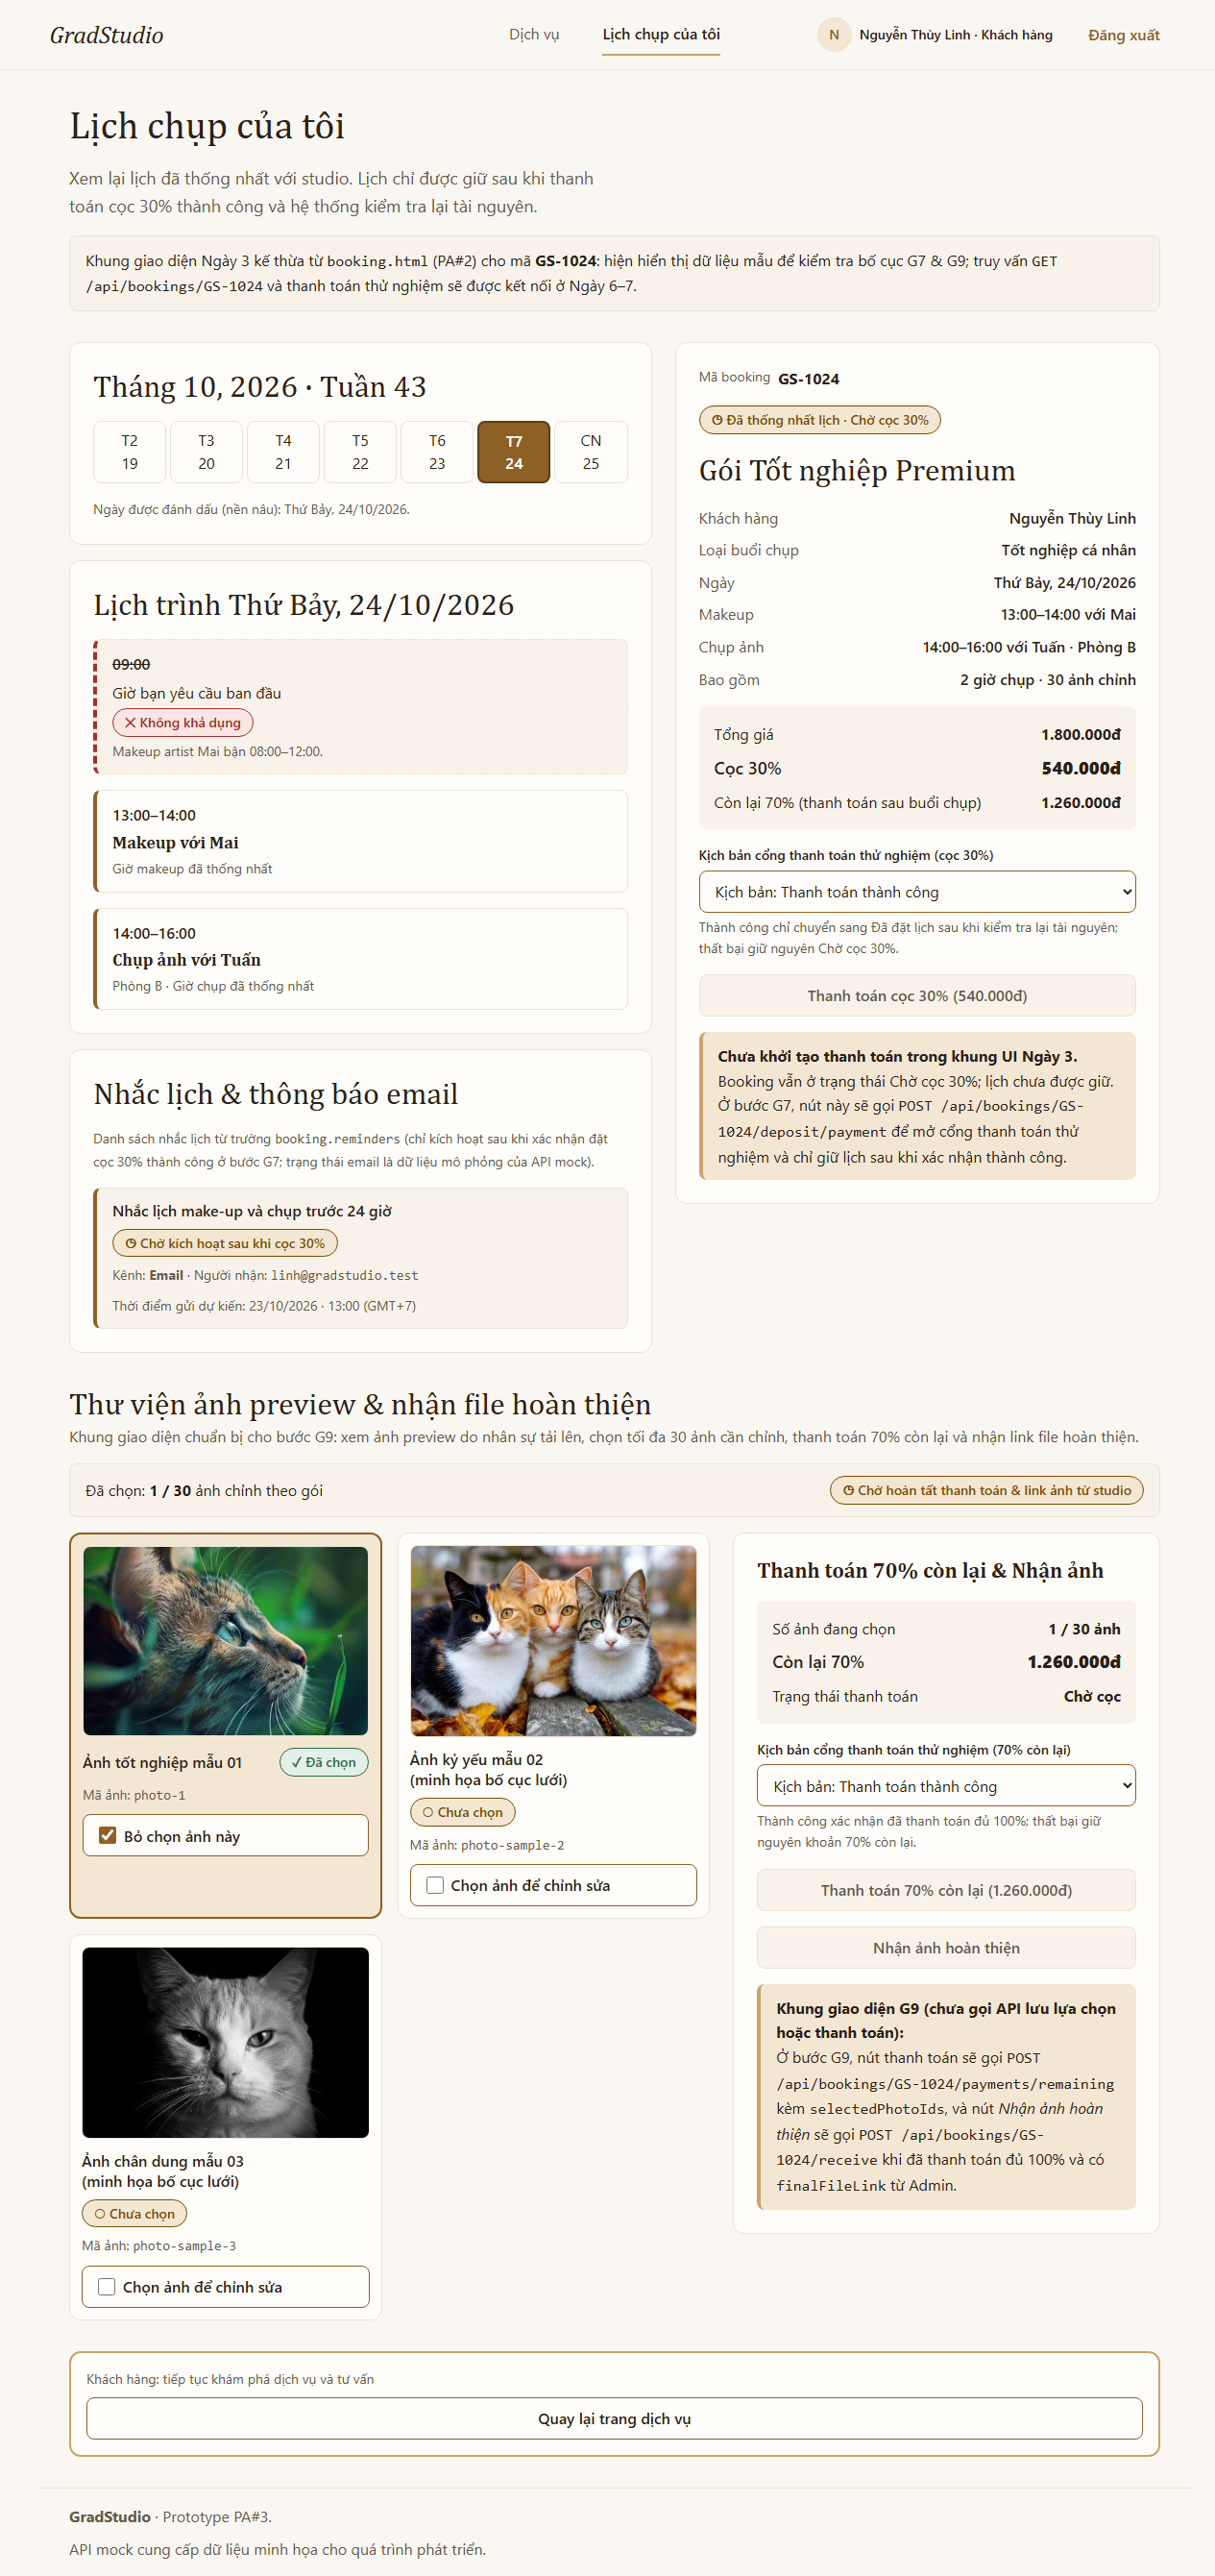 GradStudio
Dịch vụ
Lịch chụp của tôi
N
Nguyễn Thùy Linh · Khách hàng
Đăng xuất
Lịch chụp của tôi
Xem lại lịch đã thống nhất với studio. Lịch chỉ được giữ sau khi thanh
toán cọc 30% thành công và hệ thống kiểm tra lại tài nguyên.
Khung giao diện Ngày 3 kế thừa từ booking.html (PA#2) cho mã GS-1024: hiện hiển thị dữ liệu mẫu để kiểm tra bố cục G7 & G9; truy vấn GET
/api/bookings/GS-1024 và thanh toán thử nghiệm sẽ được kết nối ở Ngày 6–7.
Tháng 10, 2026 · Tuần 43
T2 T3 T4 T5 T6 T7 CN
19 20 21 22 23 24 25
Ngày được đánh dấu (nền nâu): Thứ Bảy, 24/10/2026.
Lịch trình Thứ Bảy, 24/10/2026
09:00
Giờ bạn yêu cầu ban đầu
✕ Không khả dụng
Makeup artist Mai bận 08:00–12:00.
13:00–14:00
Makeup với Mai
Giờ makeup đã thống nhất
14:00–16:00
Chụp ảnh với Tuấn
Phòng B · Giờ chụp đã thống nhất
Nhắc lịch & thông báo email
Danh sách nhắc lịch từ trường booking.reminders (chỉ kích hoạt sau khi xác nhận đặt
cọc 30% thành công ở bước G7; trạng thái email là dữ liệu mô phỏng của API mock).
Nhắc lịch make-up và chụp trước 24 giờ
◷ Chờ kích hoạt sau khi cọc 30%
Kênh: Email · Người nhận: linh@gradstudio.test
Thời điểm gửi dự kiến: 23/10/2026 · 13:00 (GMT+7)
Mã booking GS-1024
◷ Đã thống nhất lịch · Chờ cọc 30%
Gói Tốt nghiệp Premium
Khách hàng Nguyễn Thùy Linh
Loại buổi chụp Tốt nghiệp cá nhân
Ngày Thứ Bảy, 24/10/2026
Makeup 13:00–14:00 với Mai
Chụp ảnh 14:00–16:00 với Tuấn · Phòng B
Bao gồm 2 giờ chụp · 30 ảnh chỉnh
Tổng giá 1.800.000đ
Cọc 30% 540.000đ
Còn lại 70% (thanh toán sau buổi chụp) 1.260.000đ
Kịch bản cổng thanh toán thử nghiệm (cọc 30%)
Kịch bản: Thanh toán thành công
Thành công chỉ chuyển sang Đã đặt lịch sau khi kiểm tra lại tài nguyên;
thất bại giữ nguyên Chờ cọc 30%.
Thanh toán cọc 30% (540.000đ)
Chưa khởi tạo thanh toán trong khung UI Ngày 3.
Booking vẫn ở trạng thái Chờ cọc 30%; lịch chưa được giữ.
Ở bước G7, nút này sẽ gọi POST /api/bookings/GS-
1024/deposit/payment để mở cổng thanh toán thử
nghiệm và chỉ giữ lịch sau khi xác nhận thành công.
Thư viện ảnh preview & nhận file hoàn thiện
Khung giao diện chuẩn bị cho bước G9: xem ảnh preview do nhân sự tải lên, chọn tối đa 30 ảnh cần chỉnh, thanh toán 70% còn lại và nhận link file hoàn thiện.
Đã chọn: 1 / 30 ảnh chỉnh theo gói
◷ Chờ hoàn tất thanh toán & link ảnh từ studio
Ảnh tốt nghiệp mẫu 01
✓ Đã chọn
Mã ảnh: photo-1
Bỏ chọn ảnh này
Ảnh kỷ yếu mẫu 02
(minh họa bố cục lưới)
○ Chưa chọn
Mã ảnh: photo-sample-2
Chọn ảnh để chỉnh sửa
Ảnh chân dung mẫu 03
(minh họa bố cục lưới)
○ Chưa chọn
Mã ảnh: photo-sample-3
Chọn ảnh để chỉnh sửa
Thanh toán 70% còn lại & Nhận ảnh
Số ảnh đang chọn 1 / 30 ảnh
Còn lại 70% 1.260.000đ
Trạng thái thanh toán Chờ cọc
Kịch bản cổng thanh toán thử nghiệm (70% còn lại)
Kịch bản: Thanh toán thành công
Thành công xác nhận đã thanh toán đủ 100%; thất bại giữ
nguyên khoản 70% còn lại.
Thanh toán 70% còn lại (1.260.000đ)
Nhận ảnh hoàn thiện
Khung giao diện G9 (chưa gọi API lưu lựa chọn
hoặc thanh toán):
Ở bước G9, nút thanh toán sẽ gọi POST
/api/bookings/GS-1024/payments/remaining
kèm selectedPhotoIds, và nút Nhận ảnh hoàn
thiện sẽ gọi POST /api/bookings/GS-
1024/receive khi đã thanh toán đủ 100% và có
finalFileLink từ Admin.
Khách hàng: tiếp tục khám phá dịch vụ và tư vấn
Quay lại trang dịch vụ
GradStudio · Prototype PA#3.
API mock cung cấp dữ liệu minh họa cho quá trình phát triển.